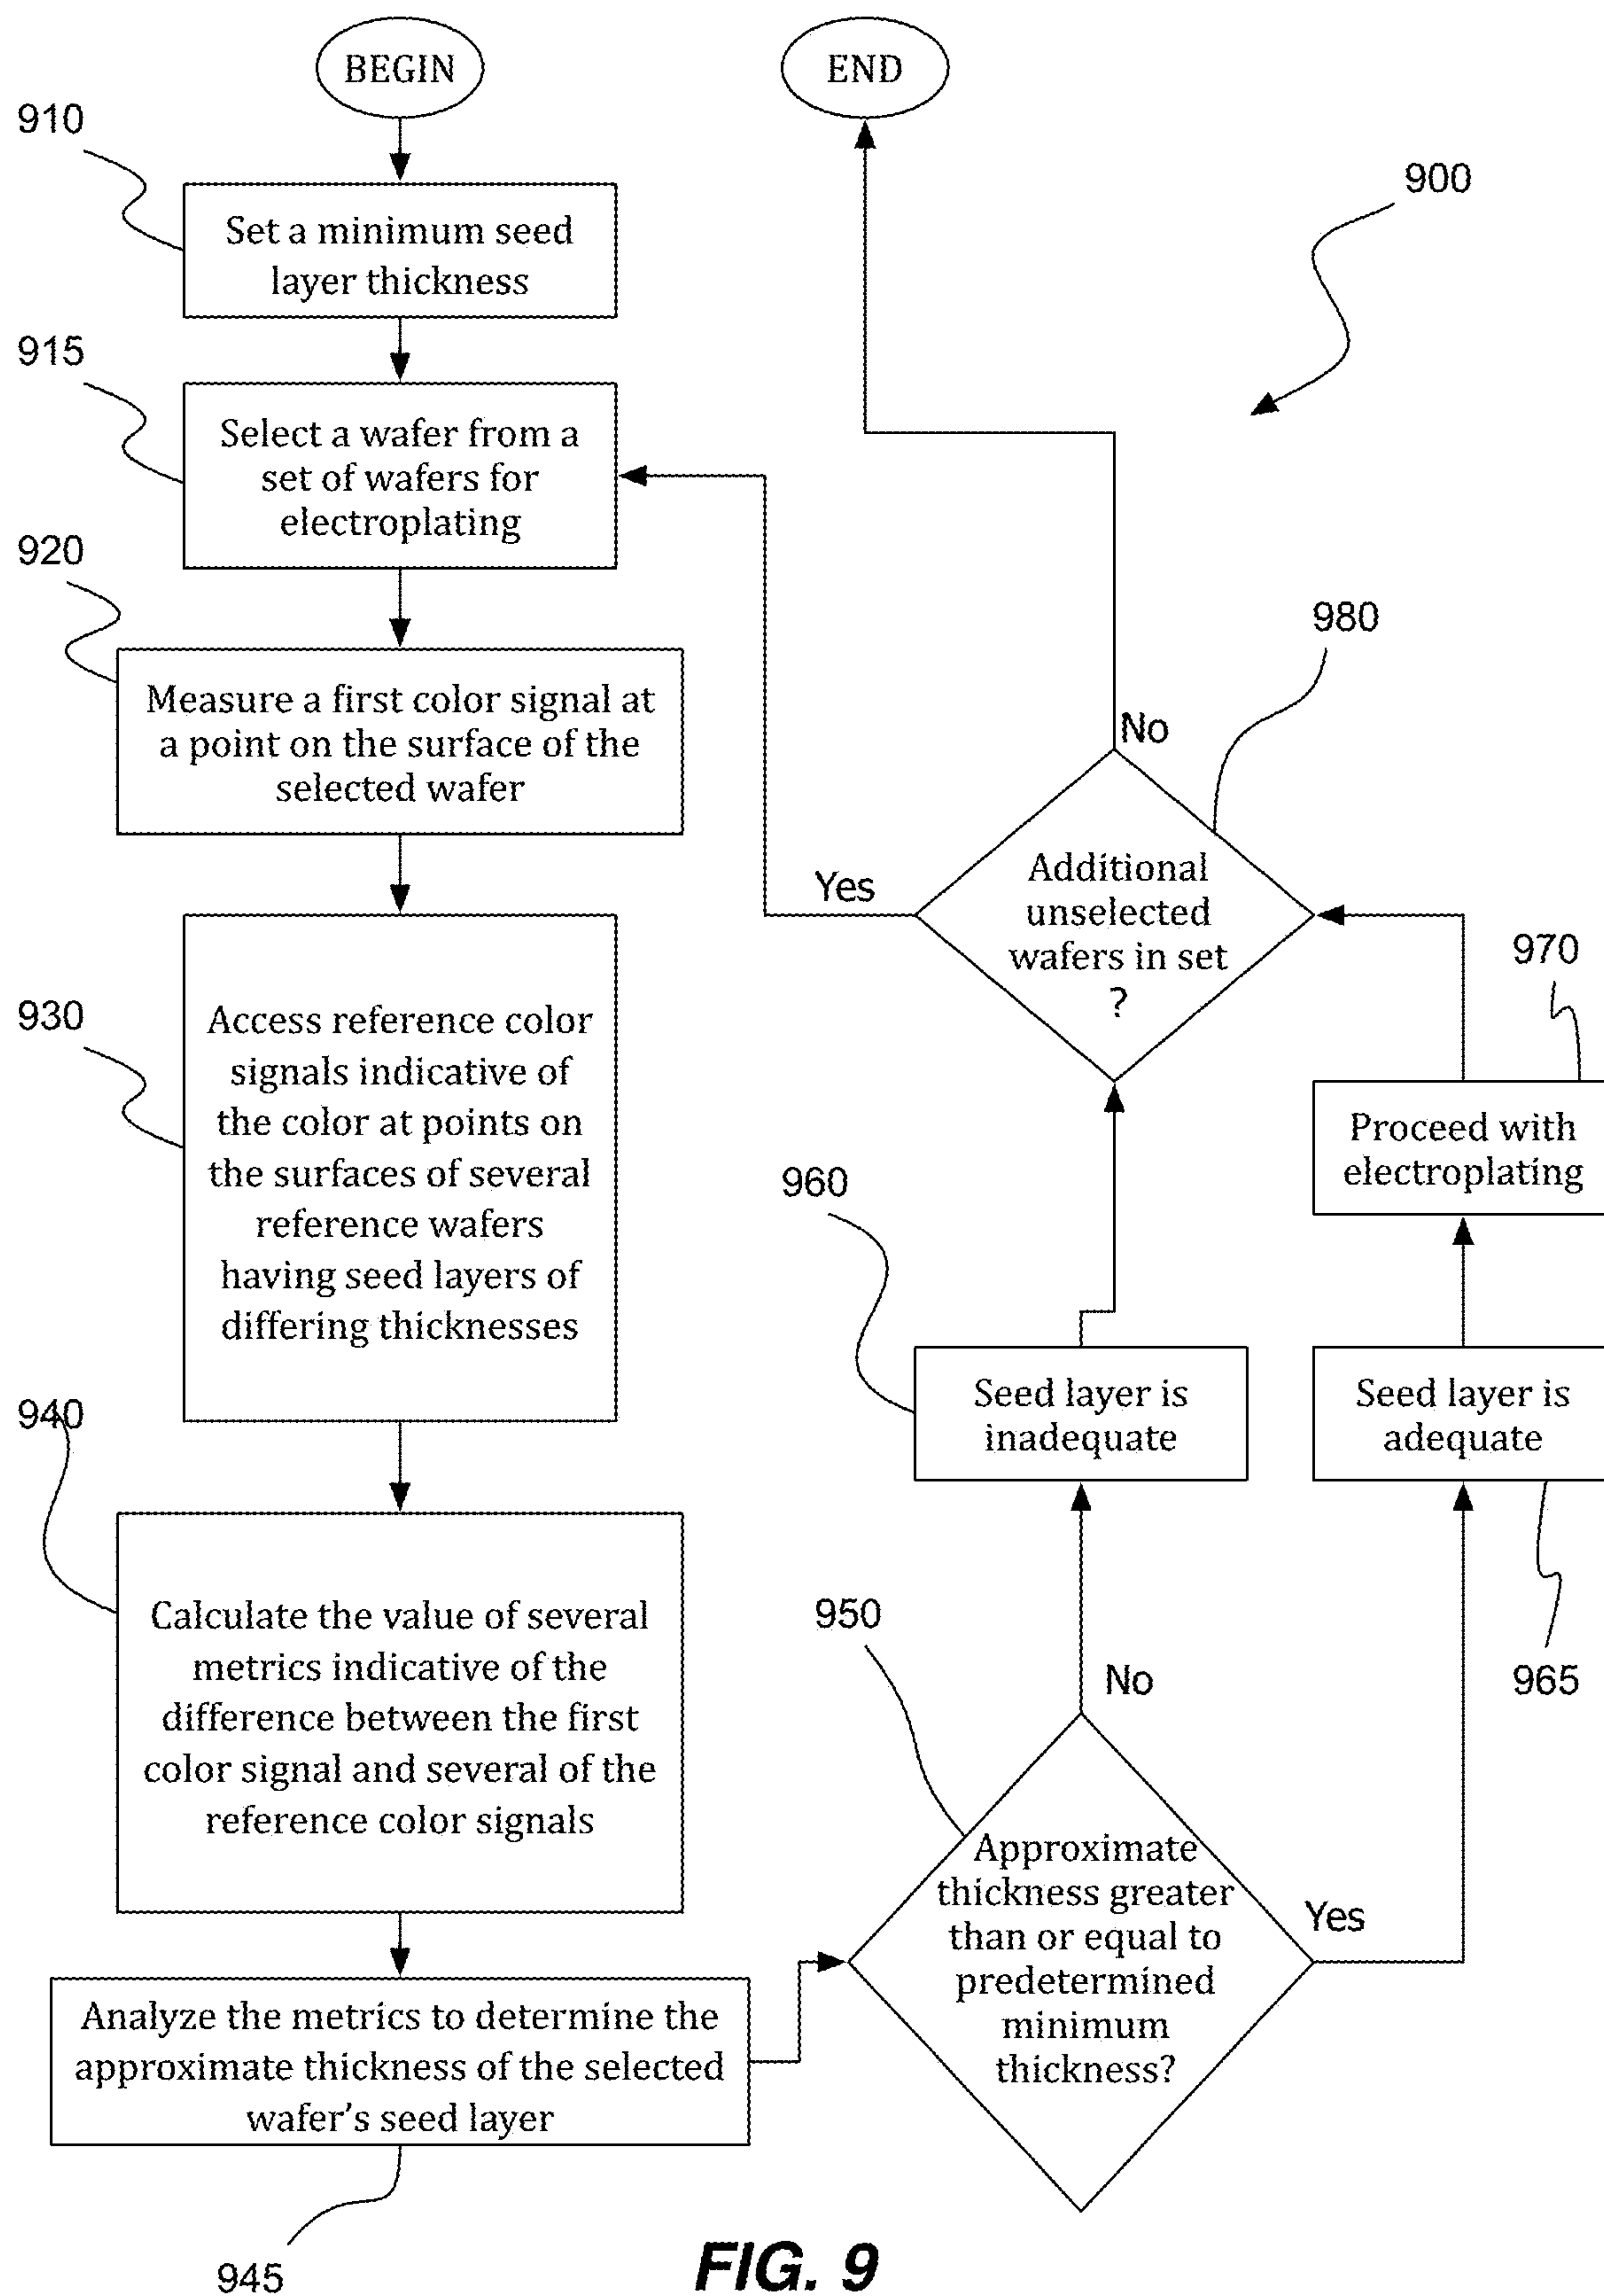 BEGIN
END
910
900
Set a minimum seed
layer thickness
915
Select a wafer from a
set of wafers for
electroplating
920
Measure a first color signal at
a point on the surface of the
selected wafer
930
Access reference color
signals indicative of
the color at points on
the surfaces of several
reference wafers
having seed layers of
differing thicknesses
940
Calculate the value of several
metrics indicative of the
difference between the first
color signal and several of the
reference color signals
Analyze the metrics to determine the
approximate thickness of the selected
wafer's seed layer
945
950
Approximate
thickness greater
than or equal to
predetermined
minimum
thickness?
No
Yes
960
Seed layer is
inadequate
Seed layer is
adequate
965
970
Proceed with
electroplating
980
Additional
unselected
wafers in set
?
Yes
No
FIG. 9